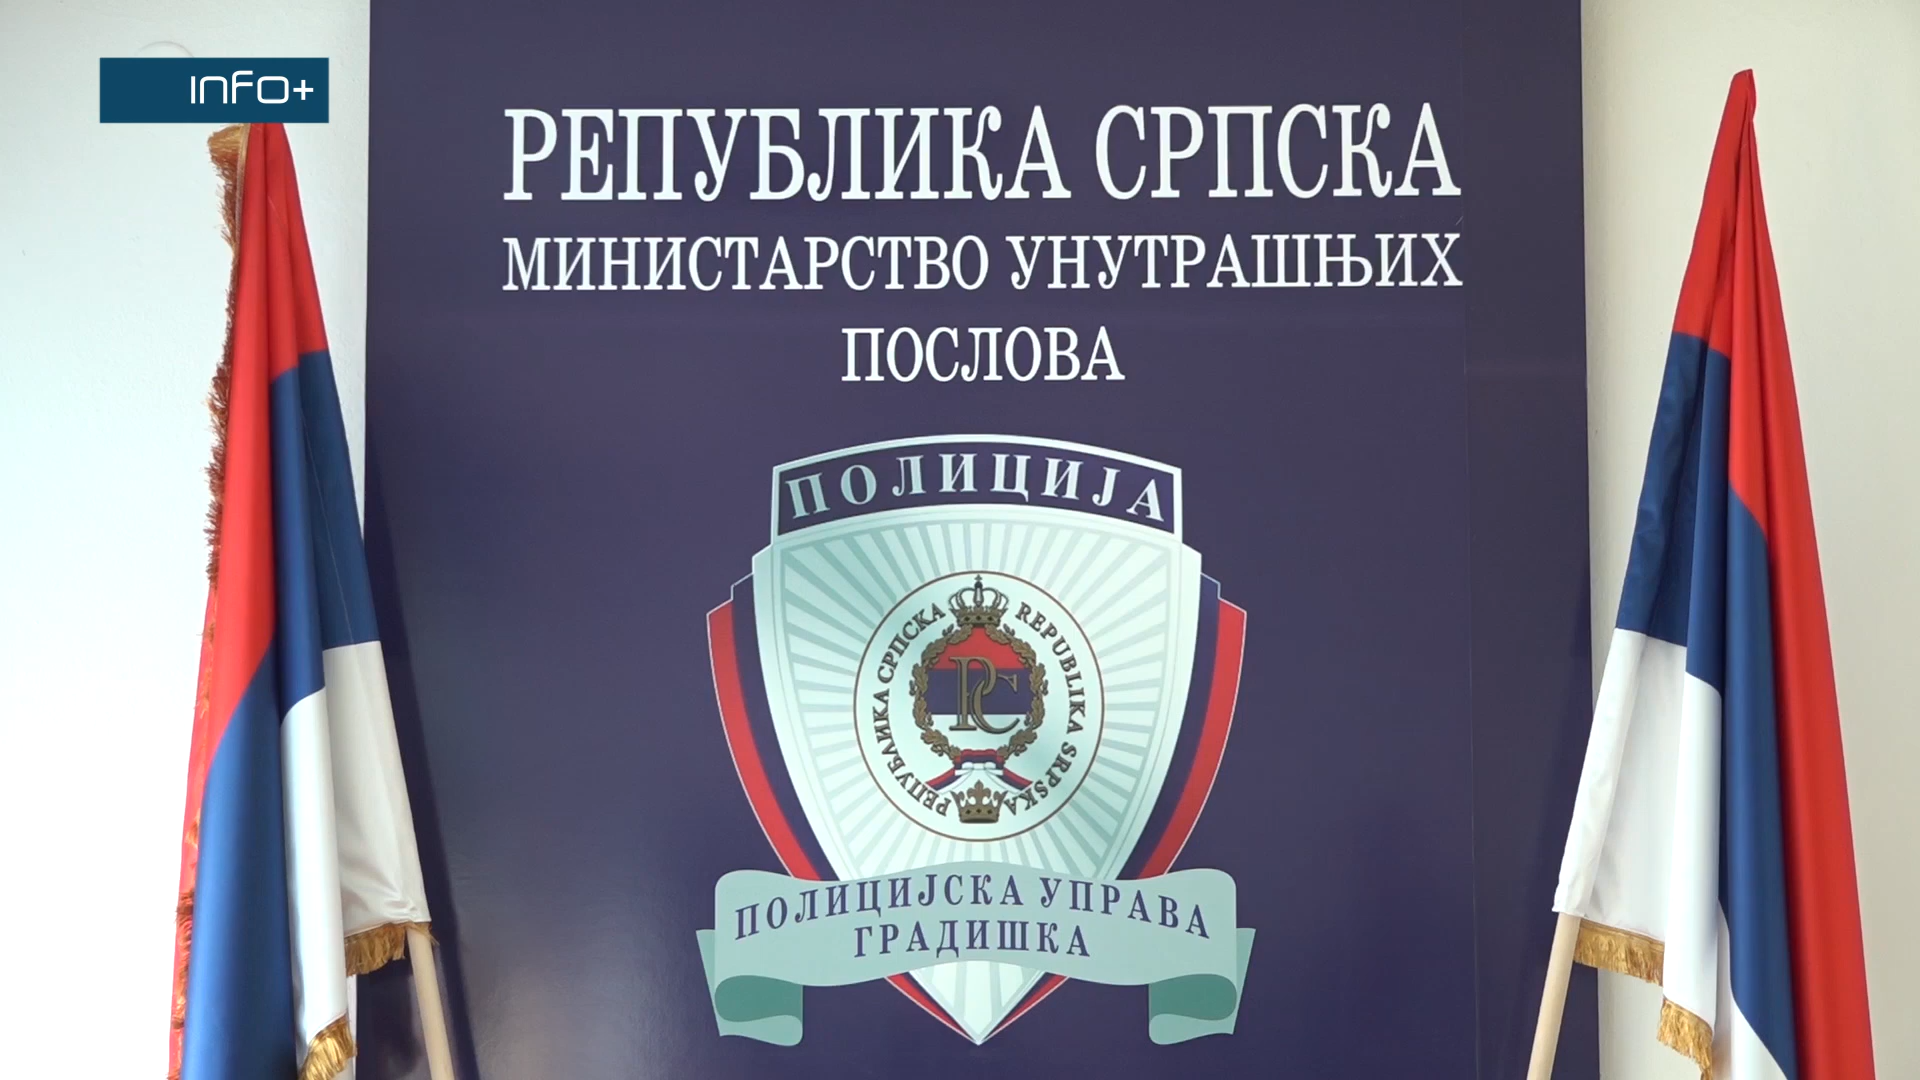 INFO+
РЕПУБЛИКА СРПСКА
МИНИСТАРСТВО УНУТРАШЊИХ
ПОСЛОВА
ПОЛИЦИЈА
РЕПУБЛИКА СРПСКА
REPUBLIKA SRPSKA
РС
ПОЛИЦИЈСКА УПРАВА
ГРАДИШКА